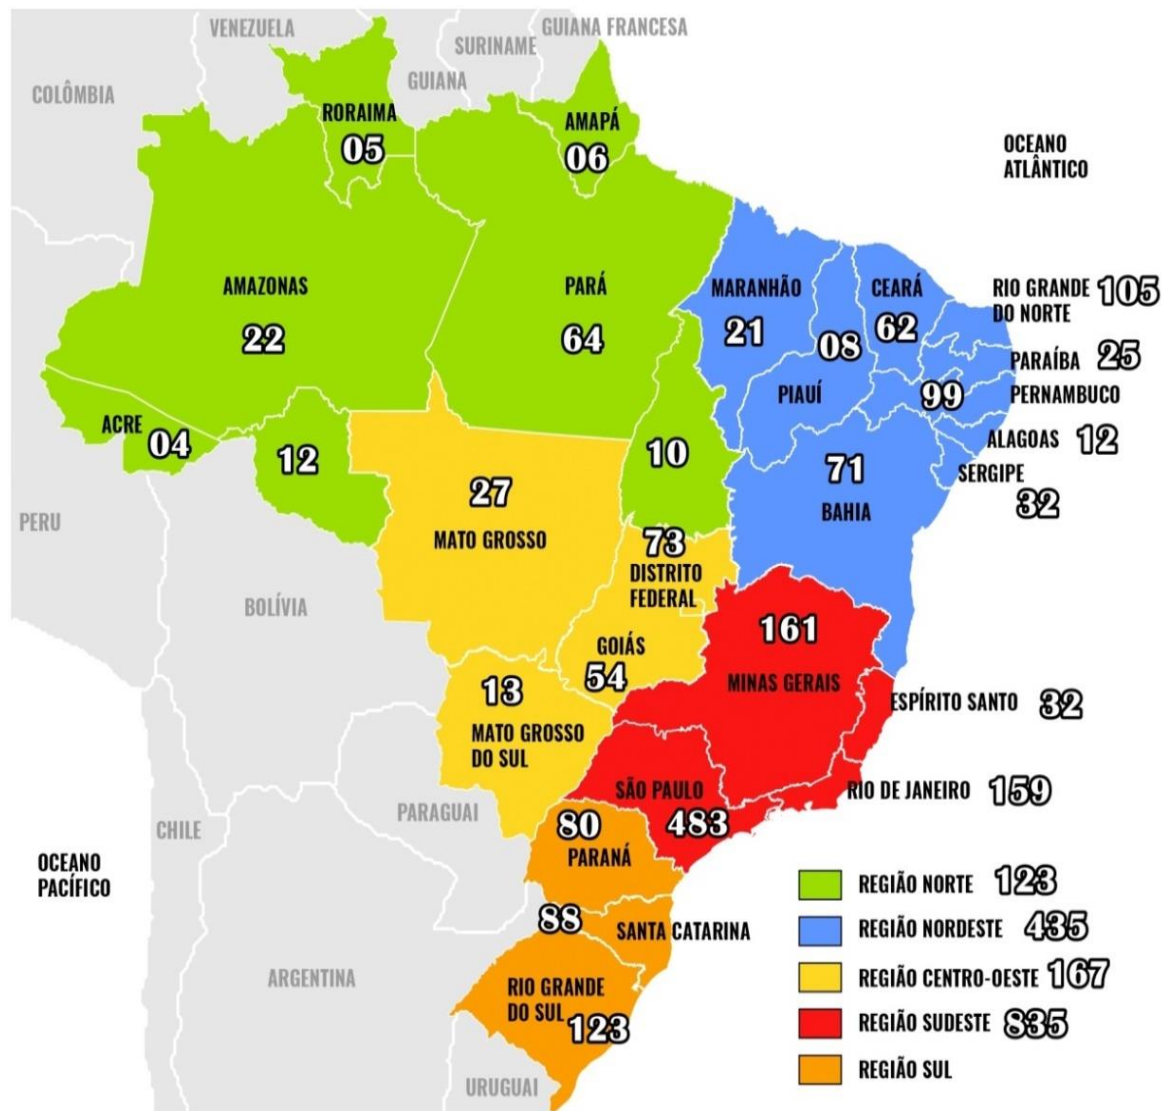 VENEZUELA
GUIANA FRANCESA
SURINAME
COLÔMBIA
GUIANA
RORAIMA
05
AMAPÁ
06
OCEANO
ATLÂNTICO
AMAZONAS
22
PARÁ
64
MARANHÃO
21
08
PIAUÍ
CEARÁ
62
RIO GRANDE
DO NORTE
105
PARAÍBA
25
99
PERNAMBUCO
ALAGOAS
12
SERGIPE
32
ACRE
04
12
10
71
BAHIA
27
MATO GROSSO
PERU
73
DISTRITO
FEDERAL
BOLÍVIA
GOIÁS
54
161
MINAS GERAIS
13
MATO GROSSO
DO SUL
ESPÍRITO SANTO
32
SÃO PAULO
483
RIO DE JANEIRO
159
PARAGUAI
CHILE
80
PARANÁ
OCEANO
PACÍFICO
88
SANTA CATARINA
ARGENTINA
RIO GRANDE
DO SUL
123
URUGUAI
REGIÃO NORTE 123
REGIÃO NORDESTE 435
REGIÃO CENTRO-OESTE 167
REGIÃO SUDESTE 835
REGIÃO SUL